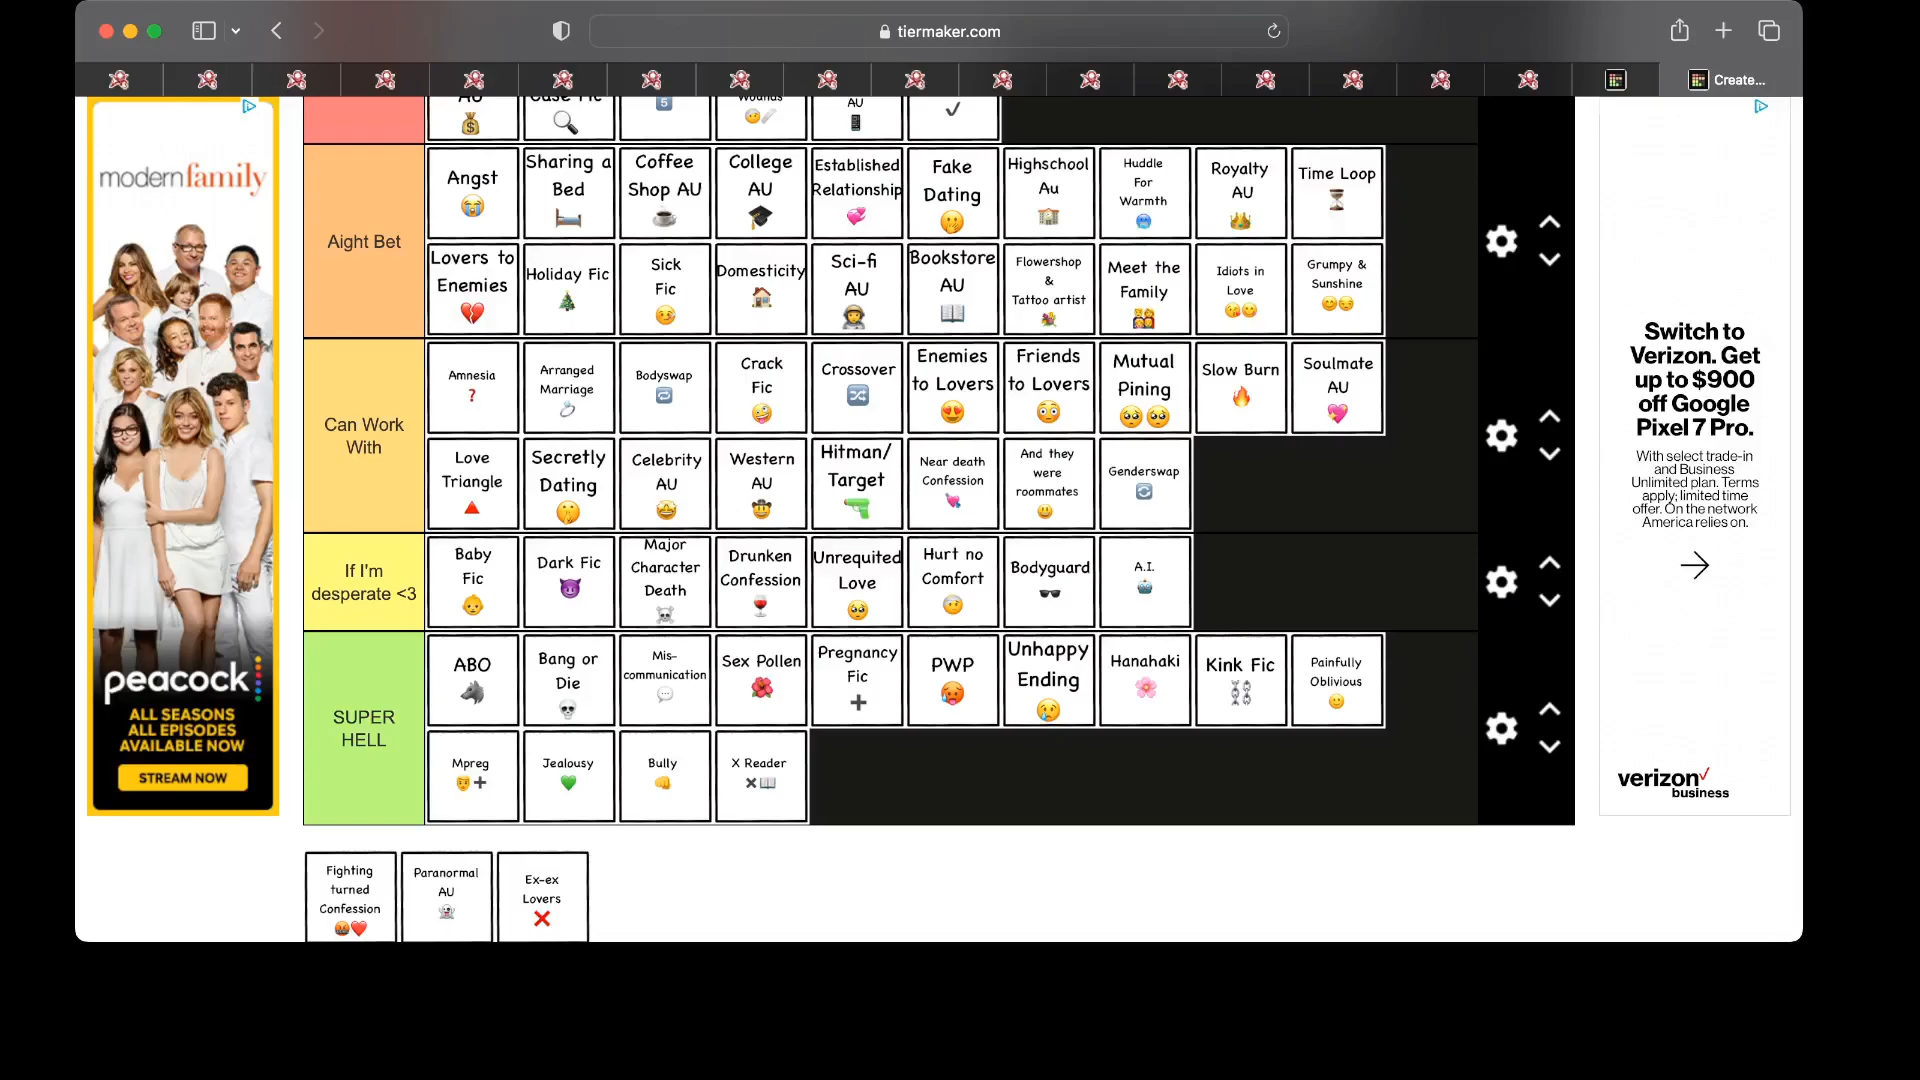 tiermaker.com
Create...
AU
Case Fic
5
Wounds
AU
Aight Bet
Angst
Sharing a
Bed
Coffee
Shop AU
College
AU
Established
Relationship
Fake
Dating
Highschool
Au
Huddle
For
Warmth
Royalty
AU
Time Loop
Lovers to
Enemies
Holiday Fic
Sick
Fic
Domesticity
Sci-fi
AU
Bookstore
AU
Flowershop
&
Tattoo artist
Meet the
Family
Idiots in
Love
Grumpy &
Sunshine
Can Work
With
Amnesia
Arranged
Marriage
Bodyswap
Crack
Fic
Crossover
Enemies
to Lovers
Friends
to Lovers
Mutual
Pining
Slow Burn
Soulmate
AU
Love
Triangle
Secretly
Dating
Celebrity
AU
Western
AU
Hitman/
Target
Near death
Confession
And they
were
roommates
Genderswap
If I'm
desperate <3
Baby
Fic
Dark Fic
Major
Character
Death
Drunken
Confession
Unrequited
Love
Hurt no
Comfort
Bodyguard
A.I.
SUPER
HELL
ABO
Bang or
Die
Mis-
communication
Sex Pollen
Pregnancy
Fic
PWP
Unhappy
Ending
Hanahaki
Kink Fic
Painfully
Oblivious
Mpreg
Jealousy
Bully
X Reader
Fighting
turned
Confession
Paranormal
AU
Ex-ex
Lovers
modern family
peacock
ALL SEASONS
ALL EPISODES
AVAILABLE NOW
STREAM NOW
Switch to
Verizon. Get
up to $900
off Google
Pixel 7 Pro.
With select trade-in
and Business
Unlimited plan. Terms
apply; limited time
offer. On the network
America relies on.
verizon
business